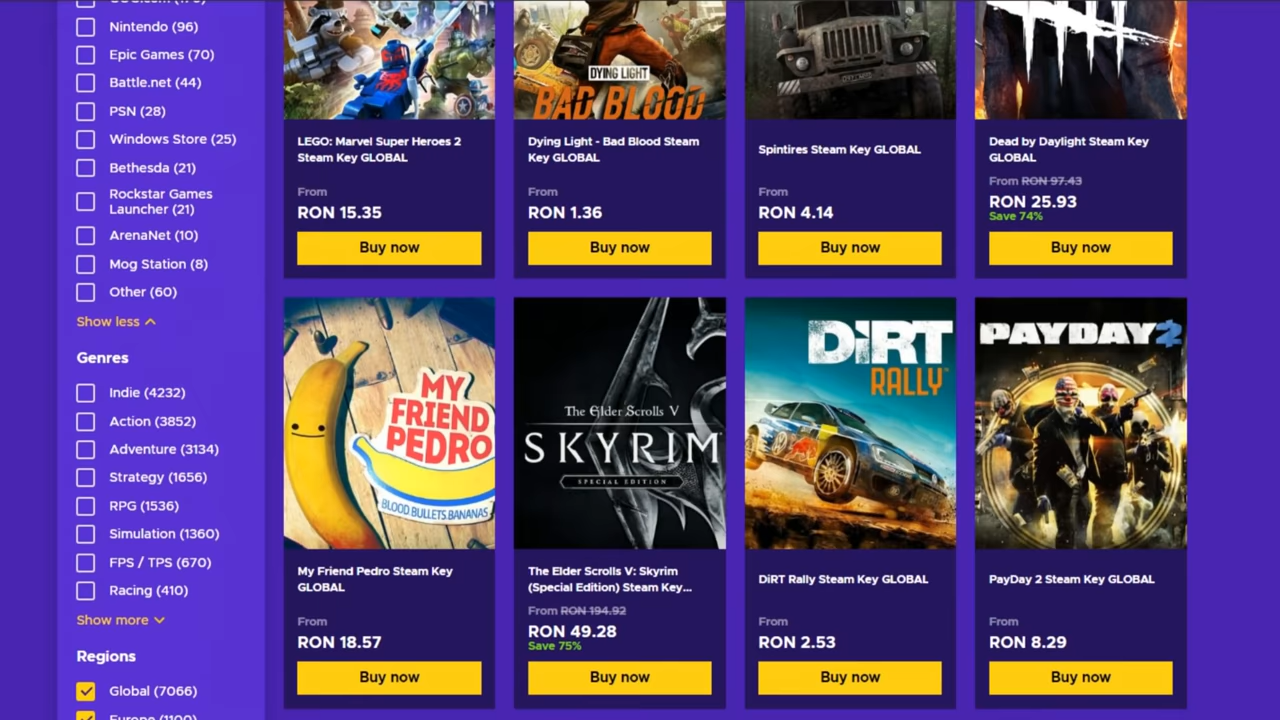 Nintendo (96)
Epic Games (70)
Battle.net (44)
PSN (28)
Windows Store (25)
Bethesda (21)
Rockstar Games
Launcher (21)
ArenaNet (10)
Mog Station (8)
Other (60)
Show less
Genres
Indie (4232)
Action (3852)
Adventure (3134)
Strategy (1656)
RPG (1536)
Simulation (1360)
FPS / TPS (670)
Racing (410)
Show more
Regions
Global (7066)
Europe (1100)
LEGO: Marvel Super Heroes 2
Steam Key GLOBAL
From
RON 15.35
Buy now
DYING LIGHT
BAD BLOOD
Dying Light - Bad Blood Steam
Key GLOBAL
From
RON 1.36
Buy now
Spintires Steam Key GLOBAL
From
RON 4.14
Buy now
Dead by Daylight Steam Key
GLOBAL
From RON 97.43
RON 25.93
Save 74%
Buy now
MY
FRIEND
PEDRO
BLOOD.BULLETS.BANANAS.
My Friend Pedro Steam Key
GLOBAL
From
RON 18.57
Buy now
The Elder Scrolls V
SKYRIM
SPECIAL EDITION
The Elder Scrolls V: Skyrim
(Special Edition) Steam Key...
From RON 194.92
RON 49.28
Save 75%
Buy now
DiRT
RALLY
DiRT Rally Steam Key GLOBAL
From
RON 2.53
Buy now
PAYDAY 2
PayDay 2 Steam Key GLOBAL
From
RON 8.29
Buy now